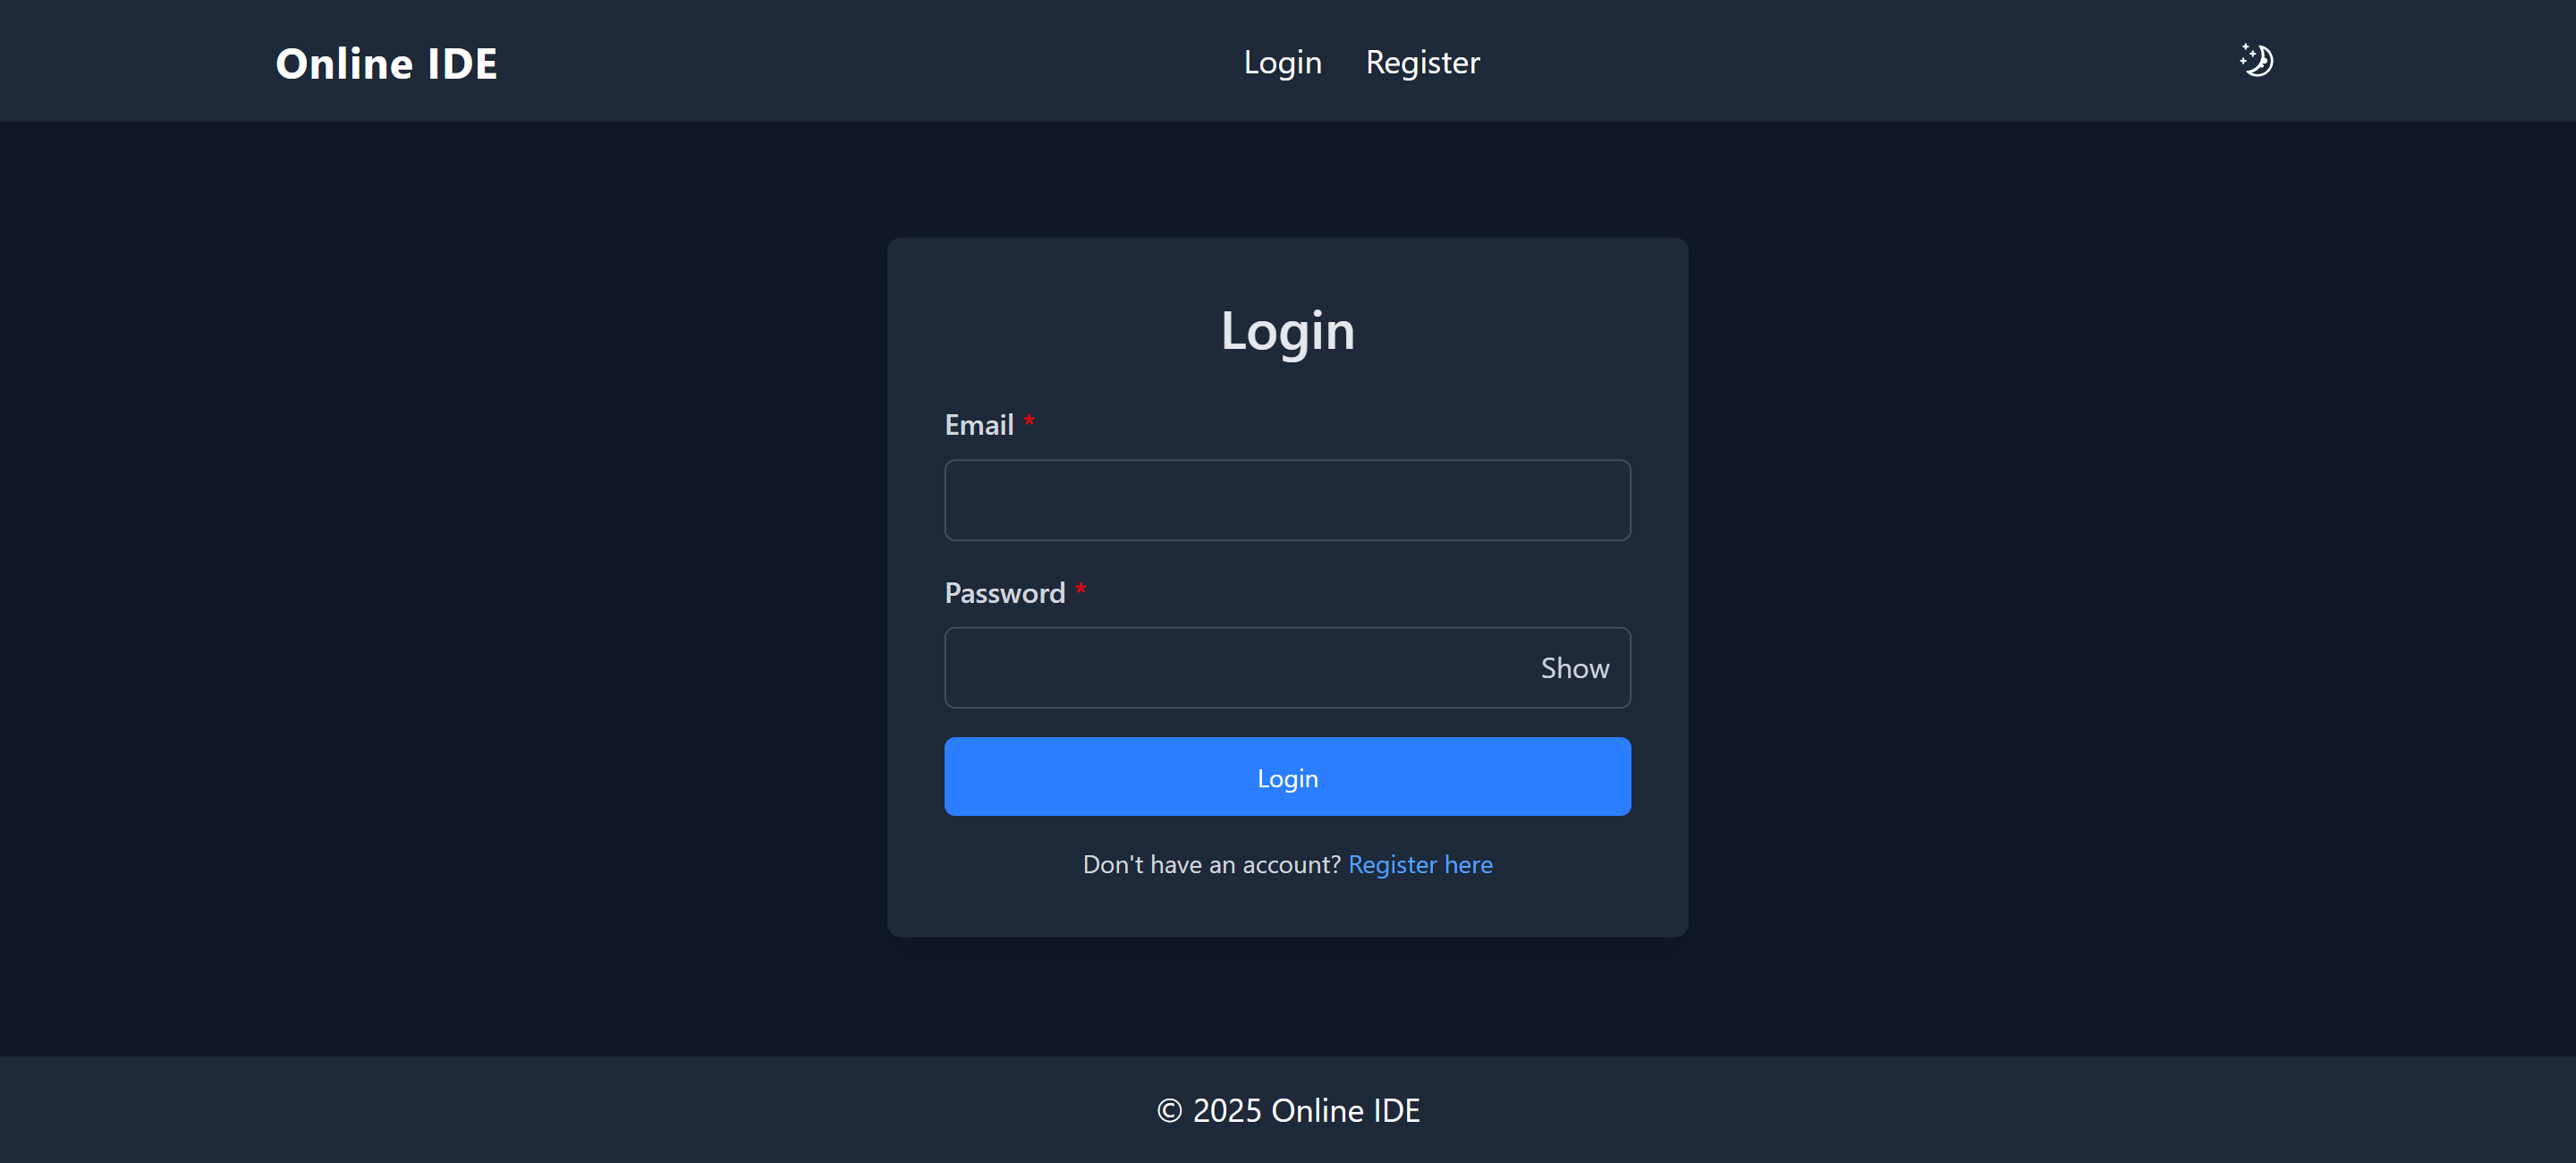 Online IDE
Login
Register
Login
Email *
Password *
Show
Login
Don't have an account? Register here
© 2025 Online IDE